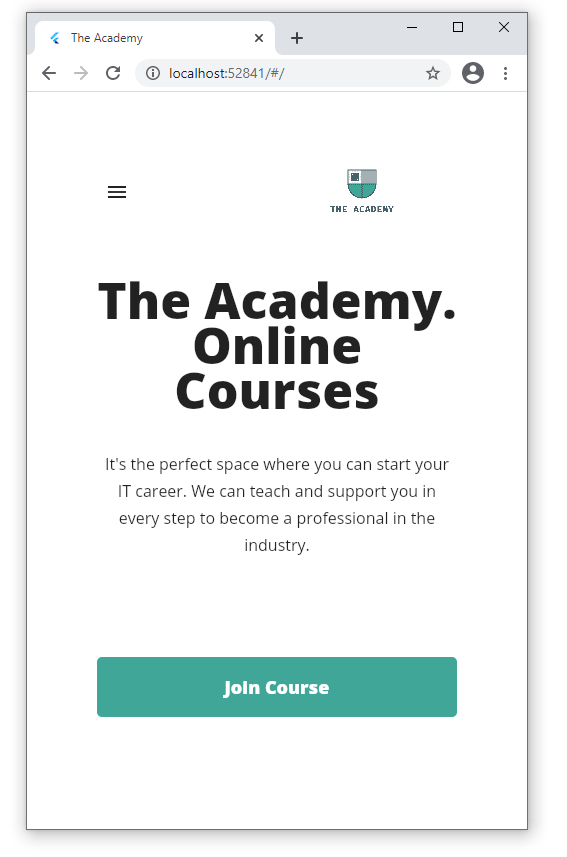 The Academy
localhost:52841/#/
THE ACADEMY
The Academy.
Online
Courses
It's the perfect space where you can start your
IT career. We can teach and support you in
every step to become a professional in the
industry.
Join Course